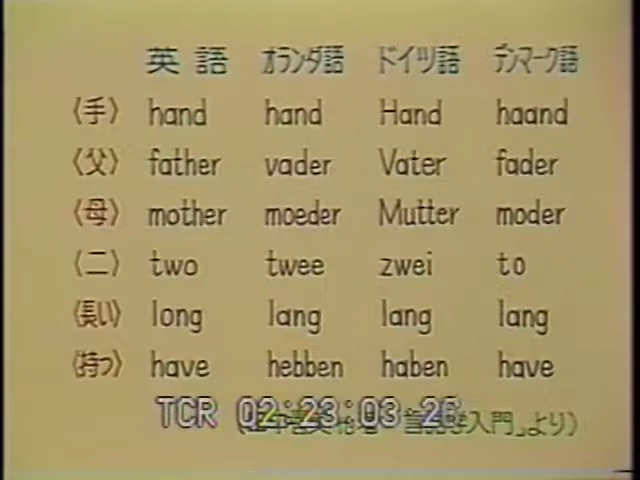 英語 オランダ語 ドイツ語 デンマーク語
〈手〉 hand hand Hand haand
〈父〉 father vader Vater fader
〈母〉 mother moeder Mutter moder
〈二〉 two twee zwei to
〈長い〉 long lang lang lang
〈持つ〉 have hebben haben have
TCR 02:23:03 26
言語学入門」より)